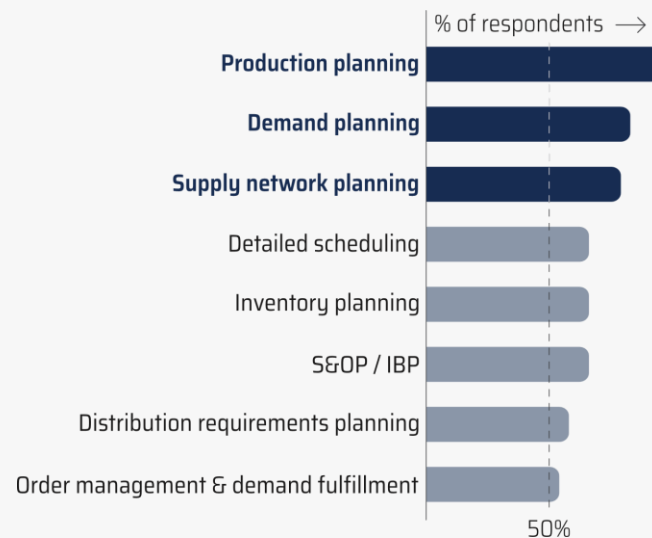 % of respondents →
Production planning
Demand planning
Supply network planning
Detailed scheduling
Inventory planning
S&OP / IBP
Distribution requirements planning
Order management & demand fulfillment
50%